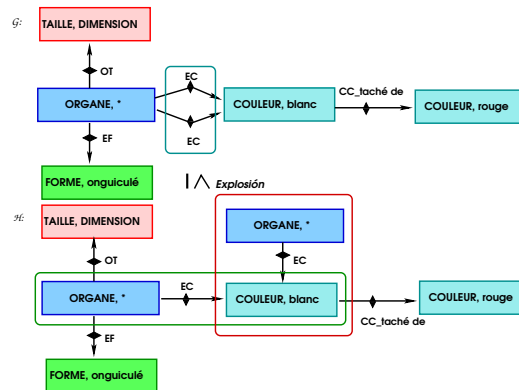 G:
TAILLE, DIMENSION
OT
EC
ORGANE, *
COULEUR, blanc
CC_taché de
COULEUR, rouge
EC
EF
FORME, onguiculé
Explosión
H:
TAILLE, DIMENSION
ORGANE, *
OT
EC
ORGANE, *
EC
COULEUR, blanc
COULEUR, rouge
CC_taché de
EF
FORME, onguiculé